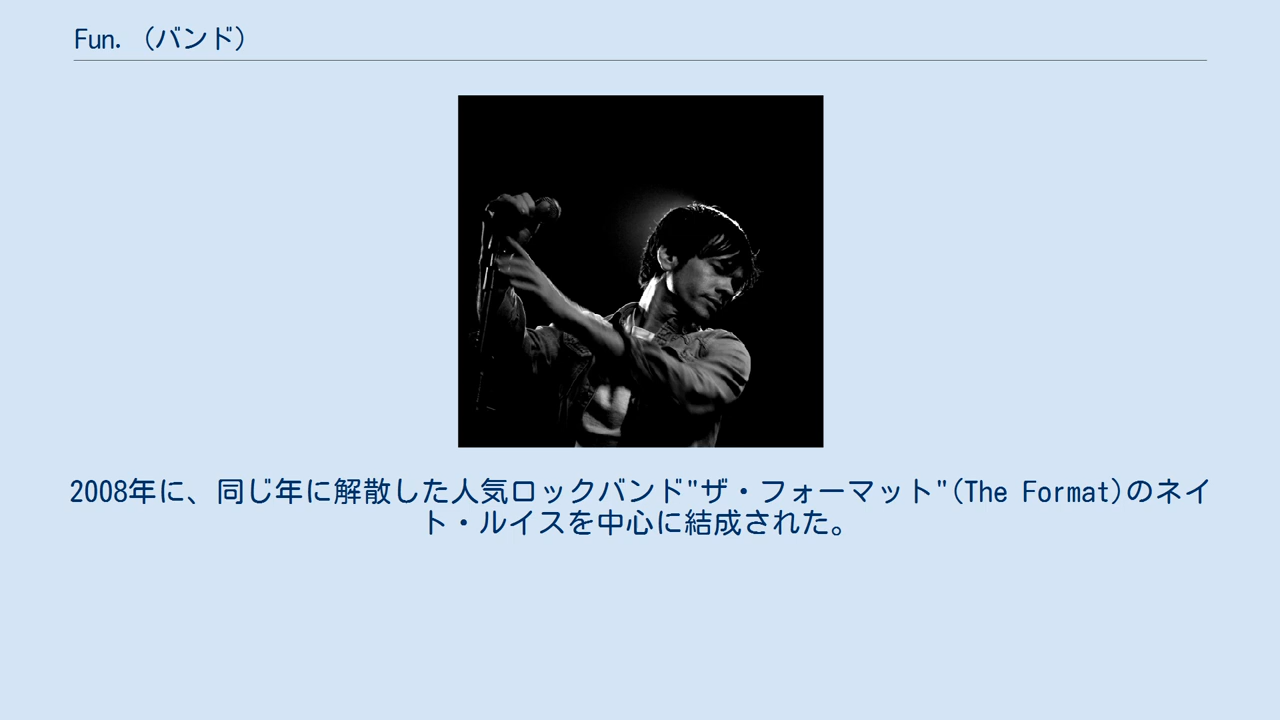 Fun. (バンド)
2008年に、同じ年に解散した人気ロックバンド"ザ・フォーマット"(The Format)のネイ
ト・ルイスを中心に結成された。